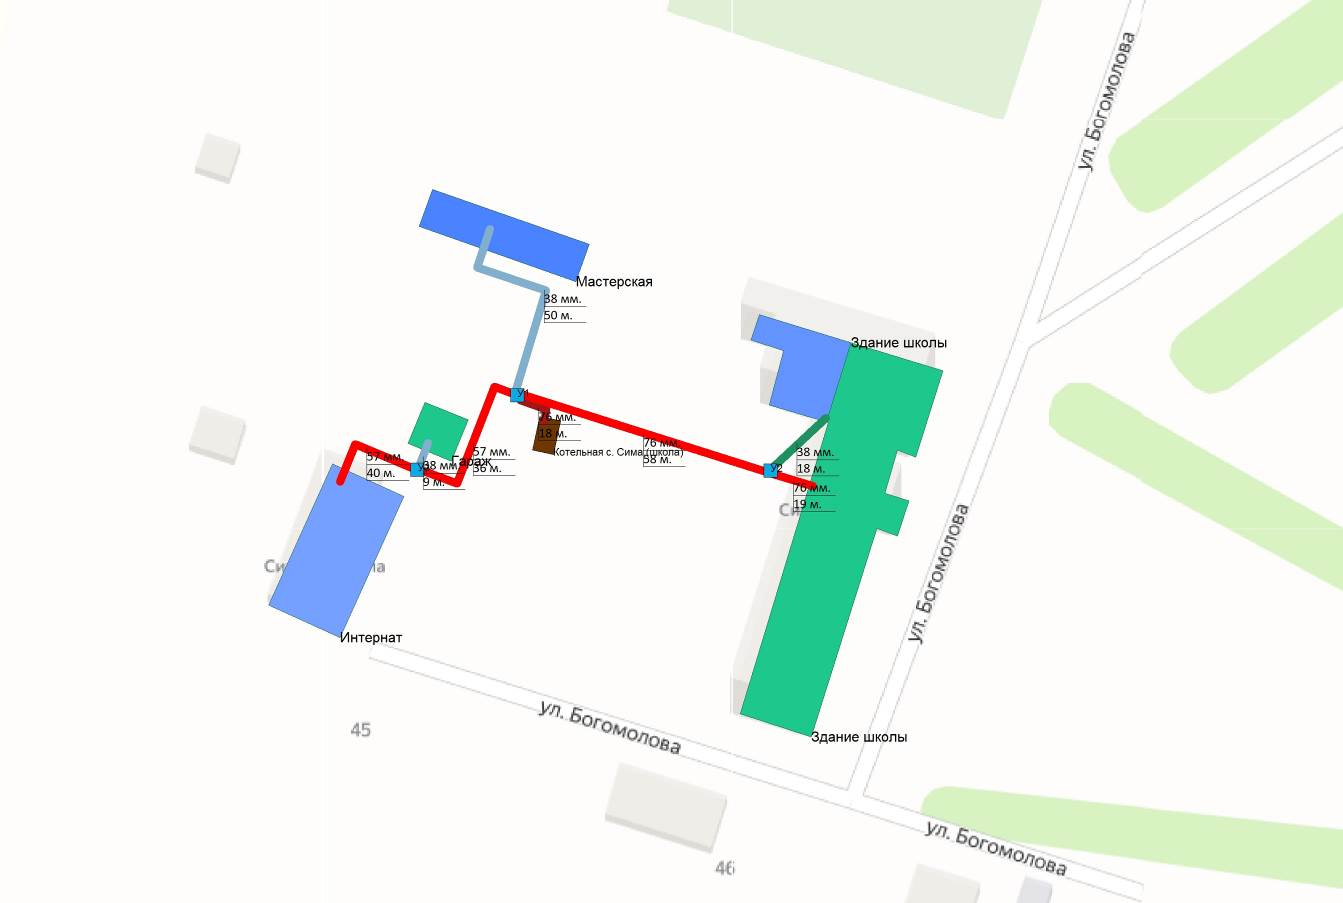 ул. Богомолова
Мастерская
38 мм.
50 м.
Здание школы
У1
76 мм.
18 м.
Котельная с. Сима (школа)
76 мм.
58 м.
57 мм.
36 м.
57 мм.
40 м.
Гараж
38 мм.
9 м.
У2
38 мм.
18 м.
76 мм.
19 м.
ул. Богомолова
Интернат
ул. Богомолова
45
Здание школы
ул. Богомолова
46